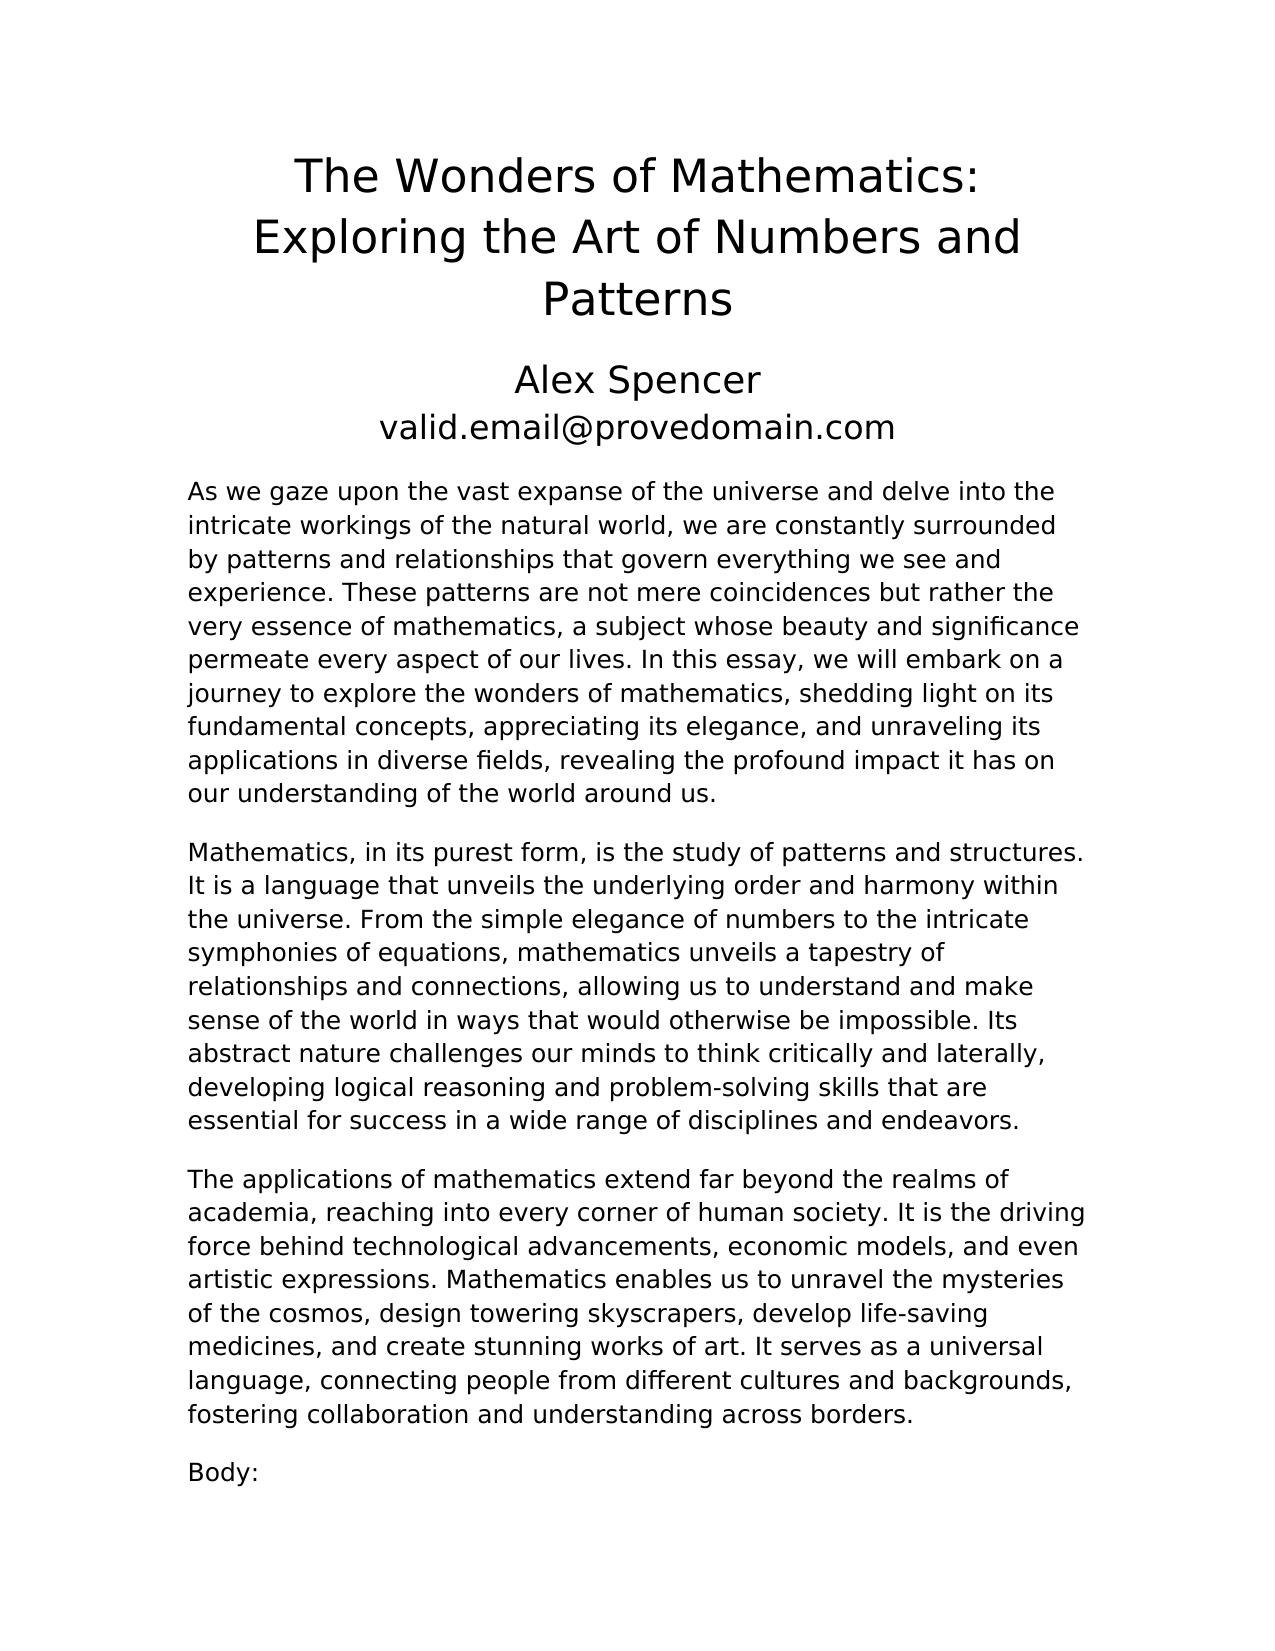 The Wonders of Mathematics:
Exploring the Art of Numbers and
Patterns
Alex Spencer
valid.email@provedomain.com
As we gaze upon the vast expanse of the universe and delve into the
intricate workings of the natural world, we are constantly surrounded
by patterns and relationships that govern everything we see and
experience. These patterns are not mere coincidences but rather the
very essence of mathematics, a subject whose beauty and significance
permeate every aspect of our lives. In this essay, we will embark on a
journey to explore the wonders of mathematics, shedding light on its
fundamental concepts, appreciating its elegance, and unraveling its
applications in diverse fields, revealing the profound impact it has on
our understanding of the world around us.
Mathematics, in its purest form, is the study of patterns and structures.
It is a language that unveils the underlying order and harmony within
the universe. From the simple elegance of numbers to the intricate
symphonies of equations, mathematics unveils a tapestry of
relationships and connections, allowing us to understand and make
sense of the world in ways that would otherwise be impossible. Its
abstract nature challenges our minds to think critically and laterally,
developing logical reasoning and problem-solving skills that are
essential for success in a wide range of disciplines and endeavors.
The applications of mathematics extend far beyond the realms of
academia, reaching into every corner of human society. It is the driving
force behind technological advancements, economic models, and even
artistic expressions. Mathematics enables us to unravel the mysteries
of the cosmos, design towering skyscrapers, develop life-saving
medicines, and create stunning works of art. It serves as a universal
language, connecting people from different cultures and backgrounds,
fostering collaboration and understanding across borders.
Body: